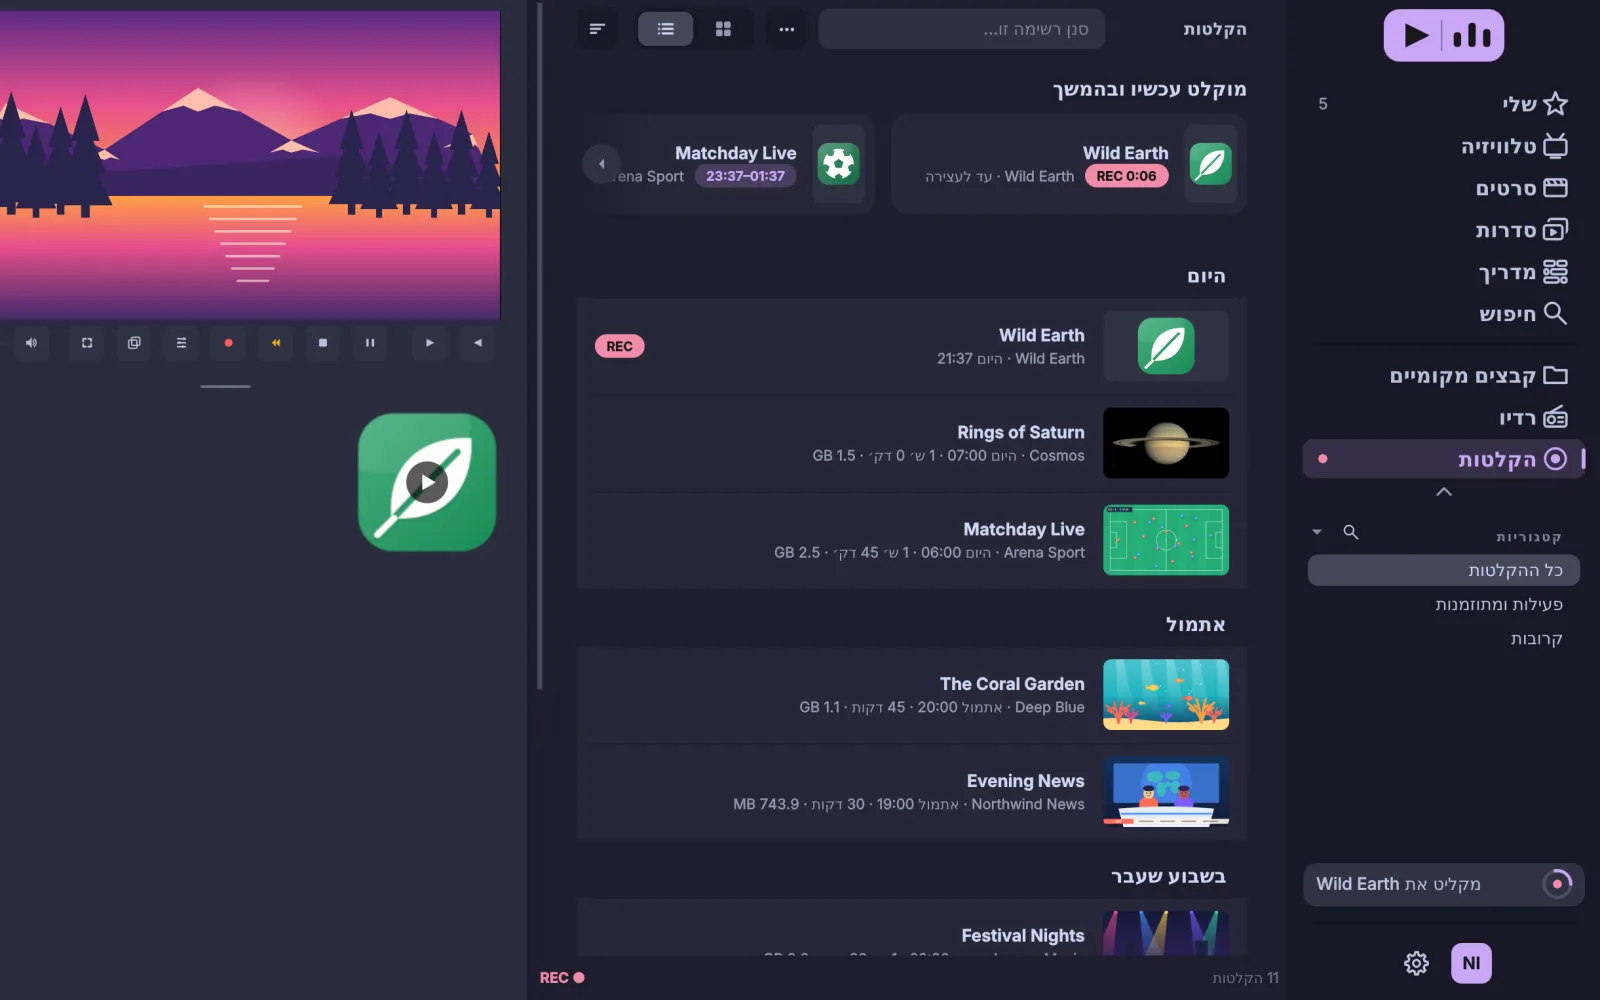 שלי
5
טלוויזיה
סרטים
סדרות
מדריך
חיפוש
קבצים מקומיים
רדיו
הקלטות
קטגוריות
כל ההקלטות
פעילות ומתוזמנות
קרובות
מקליט את Wild Earth
NI
הקלטות
סנן רשימה זו...
מוקלט עכשיו ובהמשך
Wild Earth
REC 0:06 Wild Earth · עד לעצירה
Matchday Live
23:37–01:37 Sport
היום
Wild Earth
Wild Earth · היום 21:37
REC
Rings of Saturn
Cosmos · היום 07:00 · 1 ש׳ 0 דק׳ · 1.5 GB
Matchday Live
Arena Sport · היום 06:00 · 1 ש׳ 45 דק׳ · 2.5 GB
אתמול
The Coral Garden
Deep Blue · אתמול 20:00 · 45 דקות · 1.1 GB
Evening News
Northwind News · אתמול 19:00 · 30 דקות · 743.9 MB
בשבוע שעבר
Festival Nights
11 הקלטות
REC